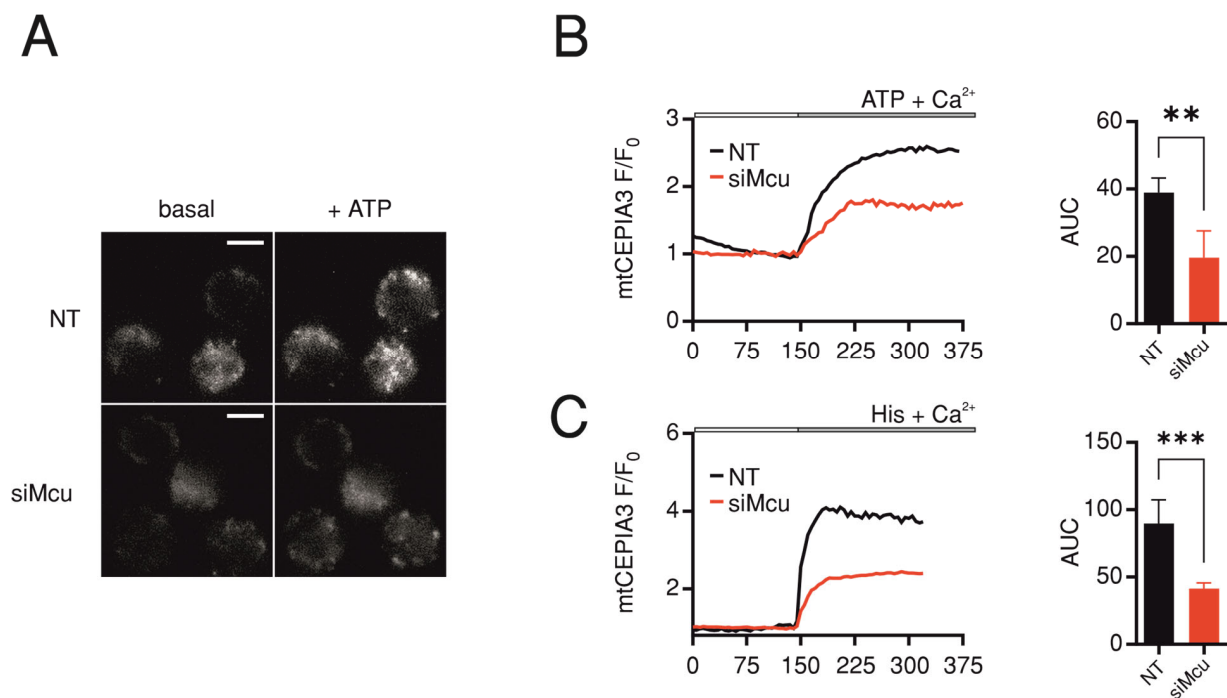 A
basal
+ ATP
NT
siMcu
B
ATP + Ca²⁺
mtCEPIA3 F/F₀
3
2
1
0
NT
siMcu
0 75 150 225 300 375
**
AUC
60
40
20
0
NT
siMcu
C
His + Ca²⁺
mtCEPIA3 F/F₀
6
4
2
NT
siMcu
0 75 150 225 300 375
***
AUC
150
100
50
0
NT
siMcu